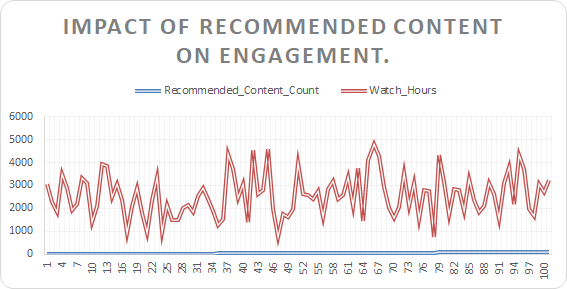 IMPACT OF RECOMMENDED CONTENT
ON ENGAGEMENT.
Recommended_Content_Count Watch_Hours
6000
5000
4000
3000
2000
1000
0
1 4 7 10 13 16 19 22 25 28 31 34 37 40 43 46 49 52 55 58 61 64 67 70 73 76 79 82 85 88 91 94 97 100